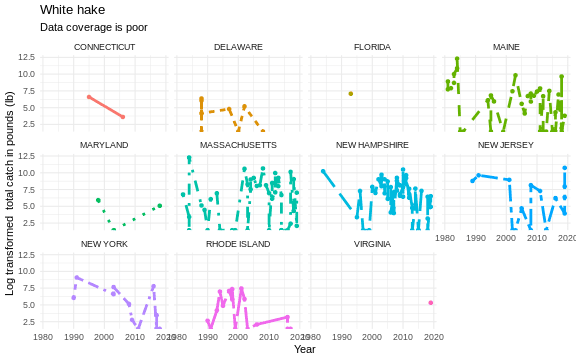 White hake
Data coverage is poor
CONNECTICUT DELAWARE FLORIDA MAINE
12.5
10.0
7.5
5.0
2.5
MARYLAND MASSACHUSETTS NEW HAMPSHIRE NEW JERSEY
12.5
10.0
7.5
5.0
2.5
1980 1990 2000 2010 2020
NEW YORK RHODE ISLAND VIRGINIA
12.5
10.0
7.5
5.0
2.5
1980 1990 2000 2010 2020 1980 1990 2000 2010 2020 1980 1990 2000 2010 2020
Year
Log transformed total catch in pounds (lb)